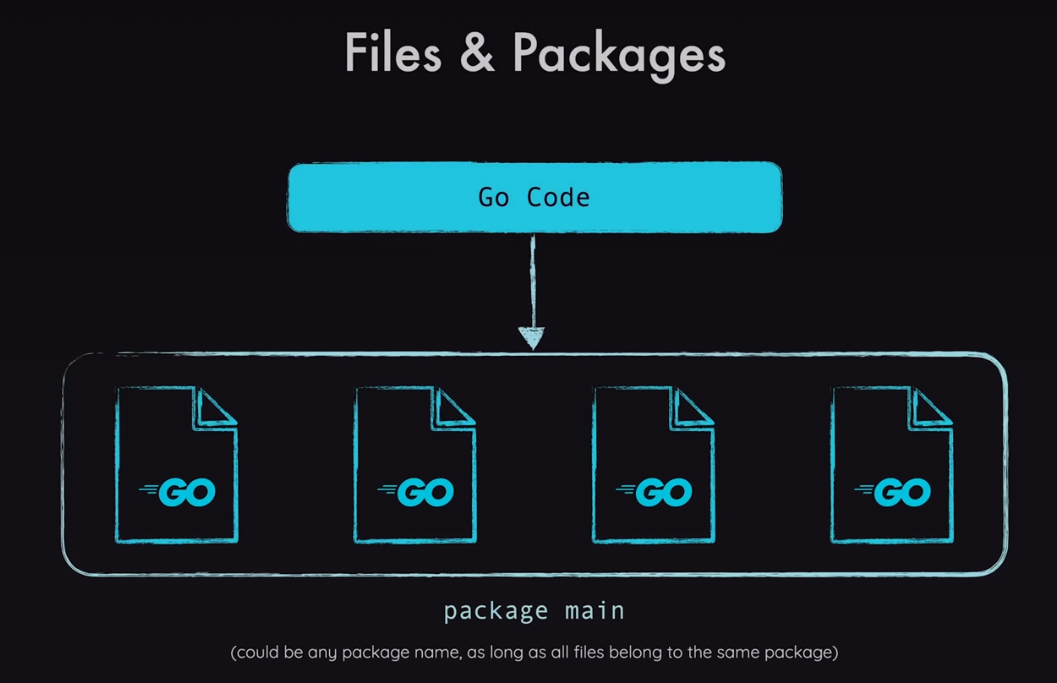 Files & Packages
Go Code
GO GO GO GO
package main
(could be any package name, as long as all files belong to the same package)